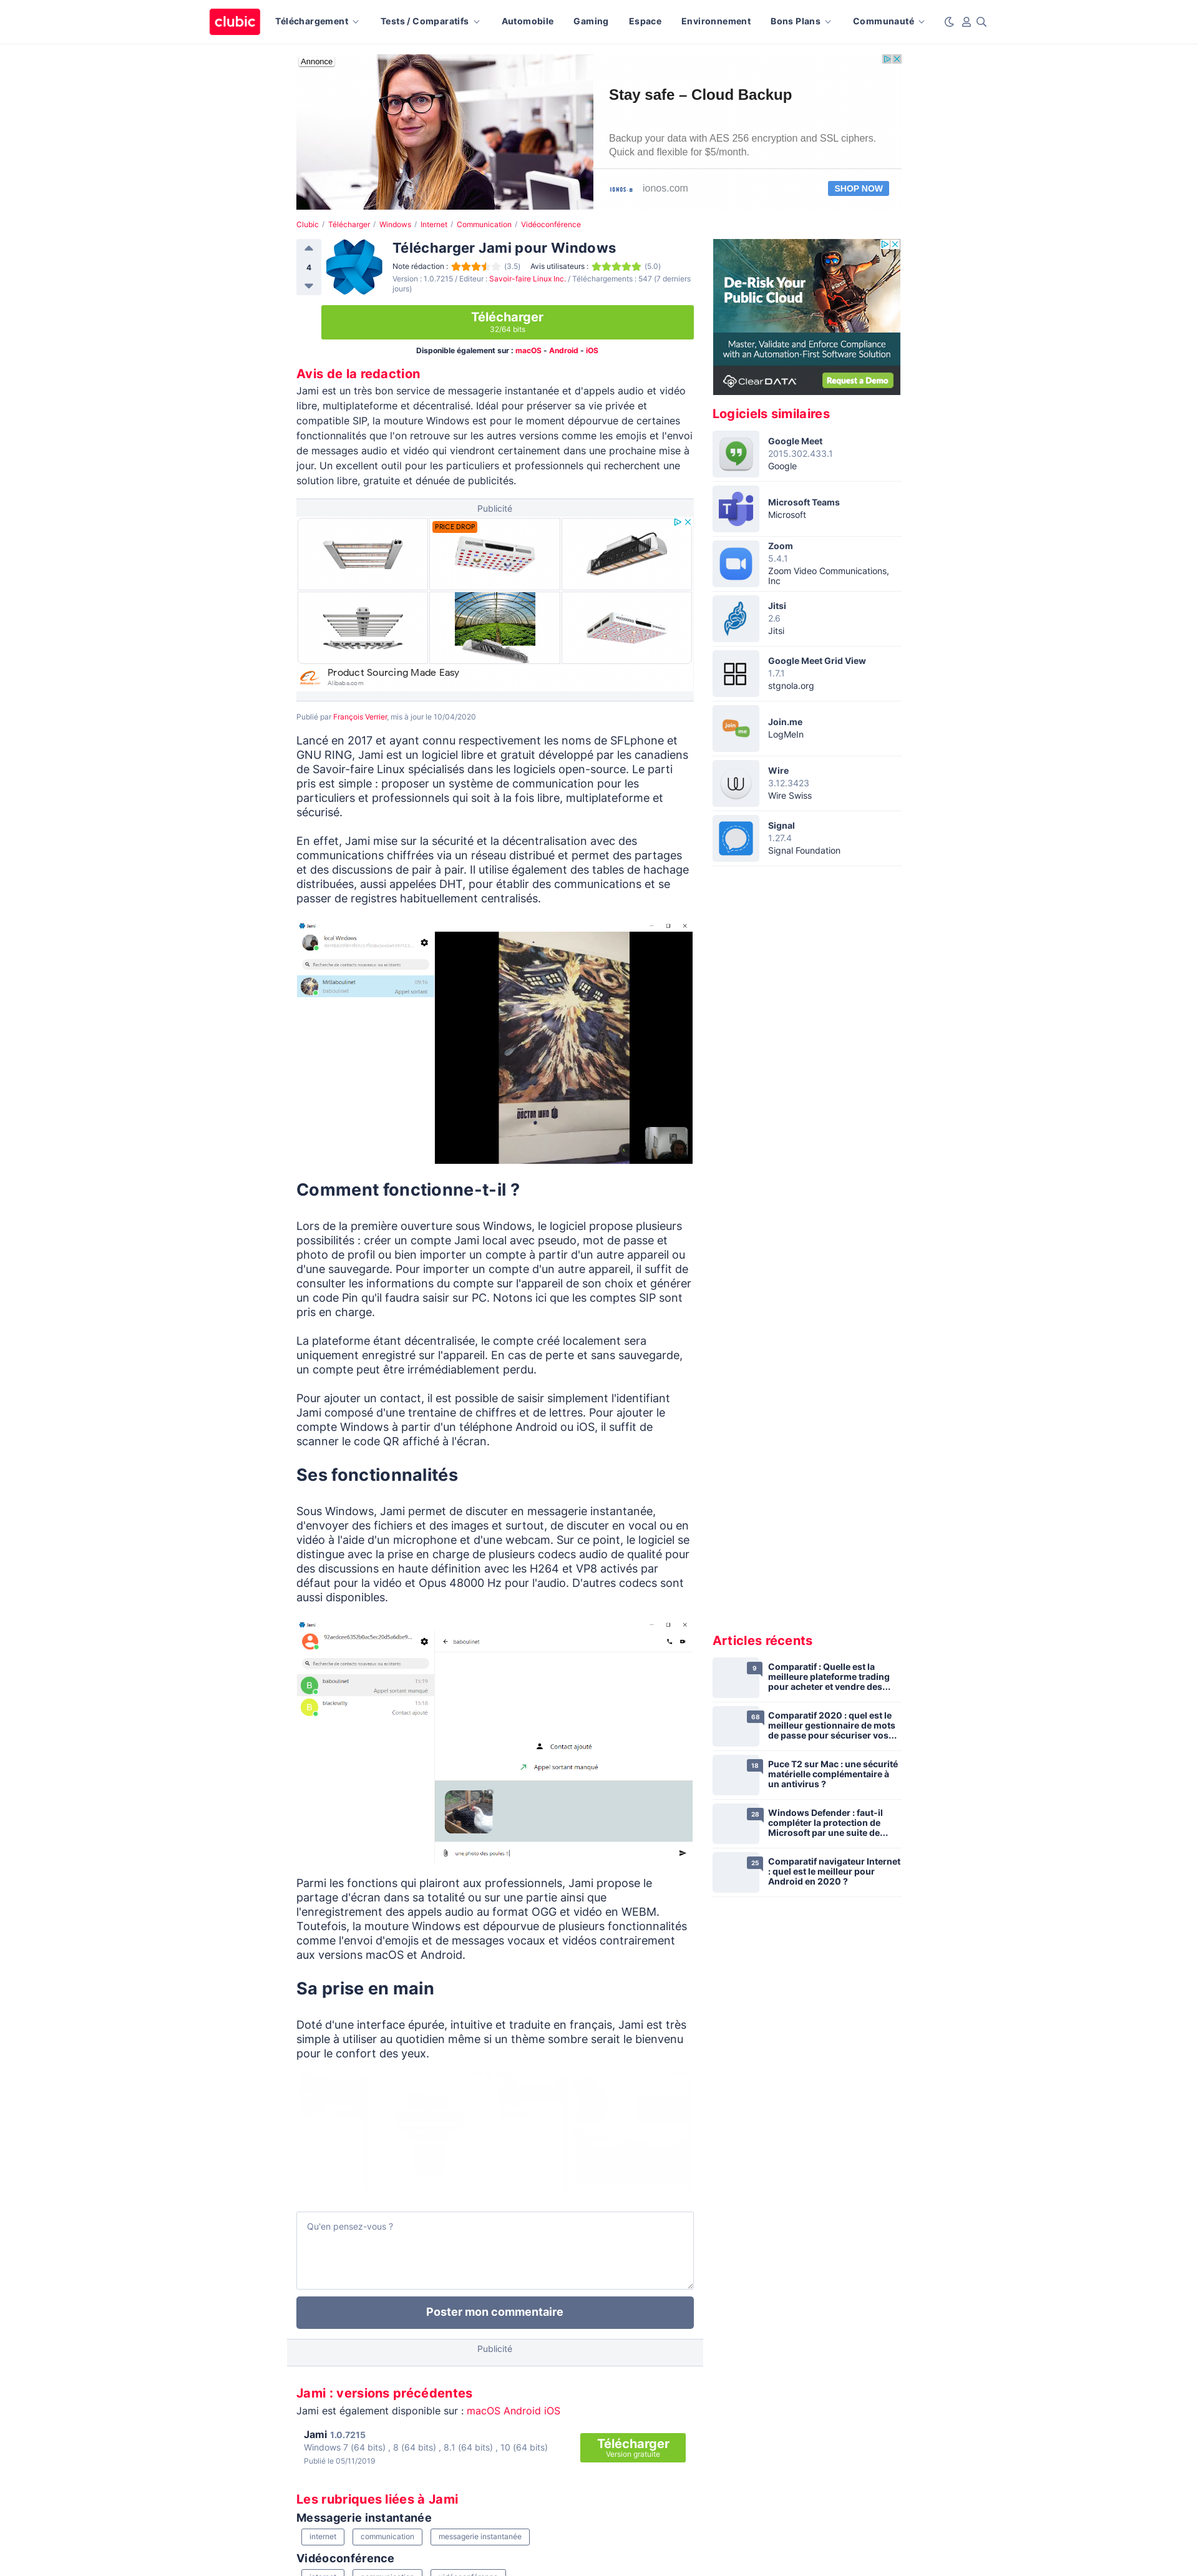 clubic
Téléchargement
Tests / Comparatifs
Automobile
Gaming
Espace
Environnement
Bons Plans
Communauté
Annonce
Stay safe – Cloud Backup
Backup your data with AES 256 encryption and SSL ciphers.
Quick and flexible for $5/month.
IONOS
ionos.com
SHOP NOW
Clubic / Télécharger / Windows / Internet / Communication / Vidéoconférence
4
Télécharger Jami pour Windows
Note rédaction : (3.5) Avis utilisateurs : (5.0)
Version : 1.0.7215 / Editeur : Savoir-faire Linux Inc. / Téléchargements : 547 (7 derniers
jours)
Télécharger
32/64 bits
Disponible également sur : macOS - Android - iOS
Avis de la redaction
Jami est un très bon service de messagerie instantanée et d'appels audio et vidéo
libre, multiplateforme et décentralisé. Idéal pour préserver sa vie privée et
compatible SIP, la mouture Windows est pour le moment dépourvue de certaines
fonctionnalités que l'on retrouve sur les autres versions comme les emojis et l'envoi
de messages audio et vidéo qui viendront certainement dans une prochaine mise à
jour. Un excellent outil pour les particuliers et professionnels qui recherchent une
solution libre, gratuite et dénuée de publicités.
Publicité
PRICE DROP
Product Sourcing Made Easy
Alibaba.com
Publié par François Verrier, mis à jour le 10/04/2020
Lancé en 2017 et ayant connu respectivement les noms de SFLphone et
GNU RING, Jami est un logiciel libre et gratuit développé par les canadiens
de Savoir-faire Linux spécialisés dans les logiciels open-source. Le parti
pris est simple : proposer un système de communication pour les
particuliers et professionnels qui soit à la fois libre, multiplateforme et
sécurisé.
En effet, Jami mise sur la sécurité et la décentralisation avec des
communications chiffrées via un réseau distribué et permet des partages
et des discussions de pair à pair. Il utilise également des tables de hachage
distribuées, aussi appelées DHT, pour établir des communications et se
passer de registres habituellement centralisés.
Jami
local Windows
Recherche de contacts nouveaux ou existants
Mritlaboulinet
09:16
baboulinet
Appel sortant
DOCTOR WHO
Comment fonctionne-t-il ?
Lors de la première ouverture sous Windows, le logiciel propose plusieurs
possibilités : créer un compte Jami local avec pseudo, mot de passe et
photo de profil ou bien importer un compte à partir d'un autre appareil ou
d'une sauvegarde. Pour importer un compte d'un autre appareil, il suffit de
consulter les informations du compte sur l'appareil de son choix et générer
un code Pin qu'il faudra saisir sur PC. Notons ici que les comptes SIP sont
pris en charge.
La plateforme étant décentralisée, le compte créé localement sera
uniquement enregistré sur l'appareil. En cas de perte et sans sauvegarde,
un compte peut être irrémédiablement perdu.
Pour ajouter un contact, il est possible de saisir simplement l'identifiant
Jami composé d'une trentaine de chiffres et de lettres. Pour ajouter le
compte Windows à partir d'un téléphone Android ou iOS, il suffit de
scanner le code QR affiché à l'écran.
Ses fonctionnalités
Sous Windows, Jami permet de discuter en messagerie instantanée,
d'envoyer des fichiers et des images et surtout, de discuter en vocal ou en
vidéo à l'aide d'un microphone et d'une webcam. Sur ce point, le logiciel se
distingue avec la prise en charge de plusieurs codecs audio de qualité pour
des discussions en haute définition avec les H264 et VP8 activés par
défaut pour la vidéo et Opus 48000 Hz pour l'audio. D'autres codecs sont
aussi disponibles.
Jami
Recherche de contacts nouveaux ou existants
baboulinet
B
baboulinet
15:19
Appel sortant manqué
B
blacknally
15:18
Contact ajouté
Contact ajouté
Appel sortant manqué
une photo des poules !
Parmi les fonctions qui plairont aux professionnels, Jami propose le
partage d'écran dans sa totalité ou sur une partie ainsi que
l'enregistrement des appels audio au format OGG et vidéo en WEBM.
Toutefois, la mouture Windows est dépourvue de plusieurs fonctionnalités
comme l'envoi d'emojis et de messages vocaux et vidéos contrairement
aux versions macOS et Android.
Sa prise en main
Doté d'une interface épurée, intuitive et traduite en français, Jami est très
simple à utiliser au quotidien même si un thème sombre serait le bienvenu
pour le confort des yeux.
Qu'en pensez-vous ?
Poster mon commentaire
Publicité
Jami : versions précédentes
Jami est également disponible sur : macOS Android iOS
Jami 1.0.7215
Windows 7 (64 bits) , 8 (64 bits) , 8.1 (64 bits) , 10 (64 bits)
Publié le 05/11/2019
Télécharger
Version gratuite
Les rubriques liées à Jami
Messagerie instantanée
internet
communication
messagerie instantanée
Vidéoconférence
De-Risk Your
Public Cloud
Master, Validate and Enforce Compliance
with an Automation-First Software Solution
ClearDATA
Request a Demo
Logiciels similaires
Google Meet
2015.302.433.1
Google
Microsoft Teams
Microsoft
Zoom
5.4.1
Zoom Video Communications,
Inc
Jitsi
2.6
Jitsi
Google Meet Grid View
1.7.1
stgnola.org
join me
Join.me
LogMeIn
Wire
3.12.3423
Wire Swiss
Signal
1.27.4
Signal Foundation
Articles récents
9
Comparatif : Quelle est la
meilleure plateforme trading
pour acheter et vendre des...
68
Comparatif 2020 : quel est le
meilleur gestionnaire de mots
de passe pour sécuriser vos...
18
Puce T2 sur Mac : une sécurité
matérielle complémentaire à
un antivirus ?
28
Windows Defender : faut-il
compléter la protection de
Microsoft par une suite de...
25
Comparatif navigateur Internet
: quel est le meilleur pour
Android en 2020 ?